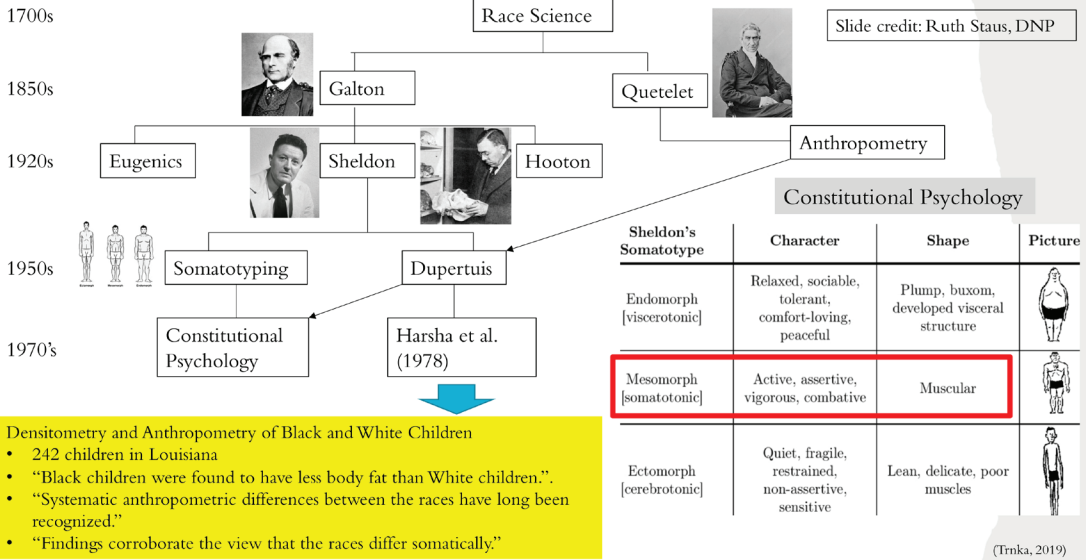 1700s
Race Science
Slide credit: Ruth Staus, DNP
1850s
Galton
Quetelet
Anthropometry
1920s
Eugenics
Sheldon
Hooton
Constitutional Psychology
1950s
Somatotyping
Dupertuis
1970's
Constitutional
Psychology
Harsha et al.
(1978)
Sheldon's
Somatotype
Character
Shape
Picture
Endomorph
[viscerotonic]
Relaxed, sociable,
tolerant,
comfort-loving,
peaceful
Plump, buxom,
developed visceral
structure
Mesomorph
[somatotonic]
Active, assertive,
vigorous, combative
Muscular
Ectomorph
[cerebrotonic]
Quiet, fragile,
restrained,
non-assertive,
sensitive
Lean, delicate, poor
muscles
Densitometry and Anthropometry of Black and White Children
• 242 children in Louisiana
• “Black children were found to have less body fat than White children.”.
• “Systematic anthropometric differences between the races have long been
recognized.”
• “Findings corroborate the view that the races differ somatically.”
(Trnka, 2019)